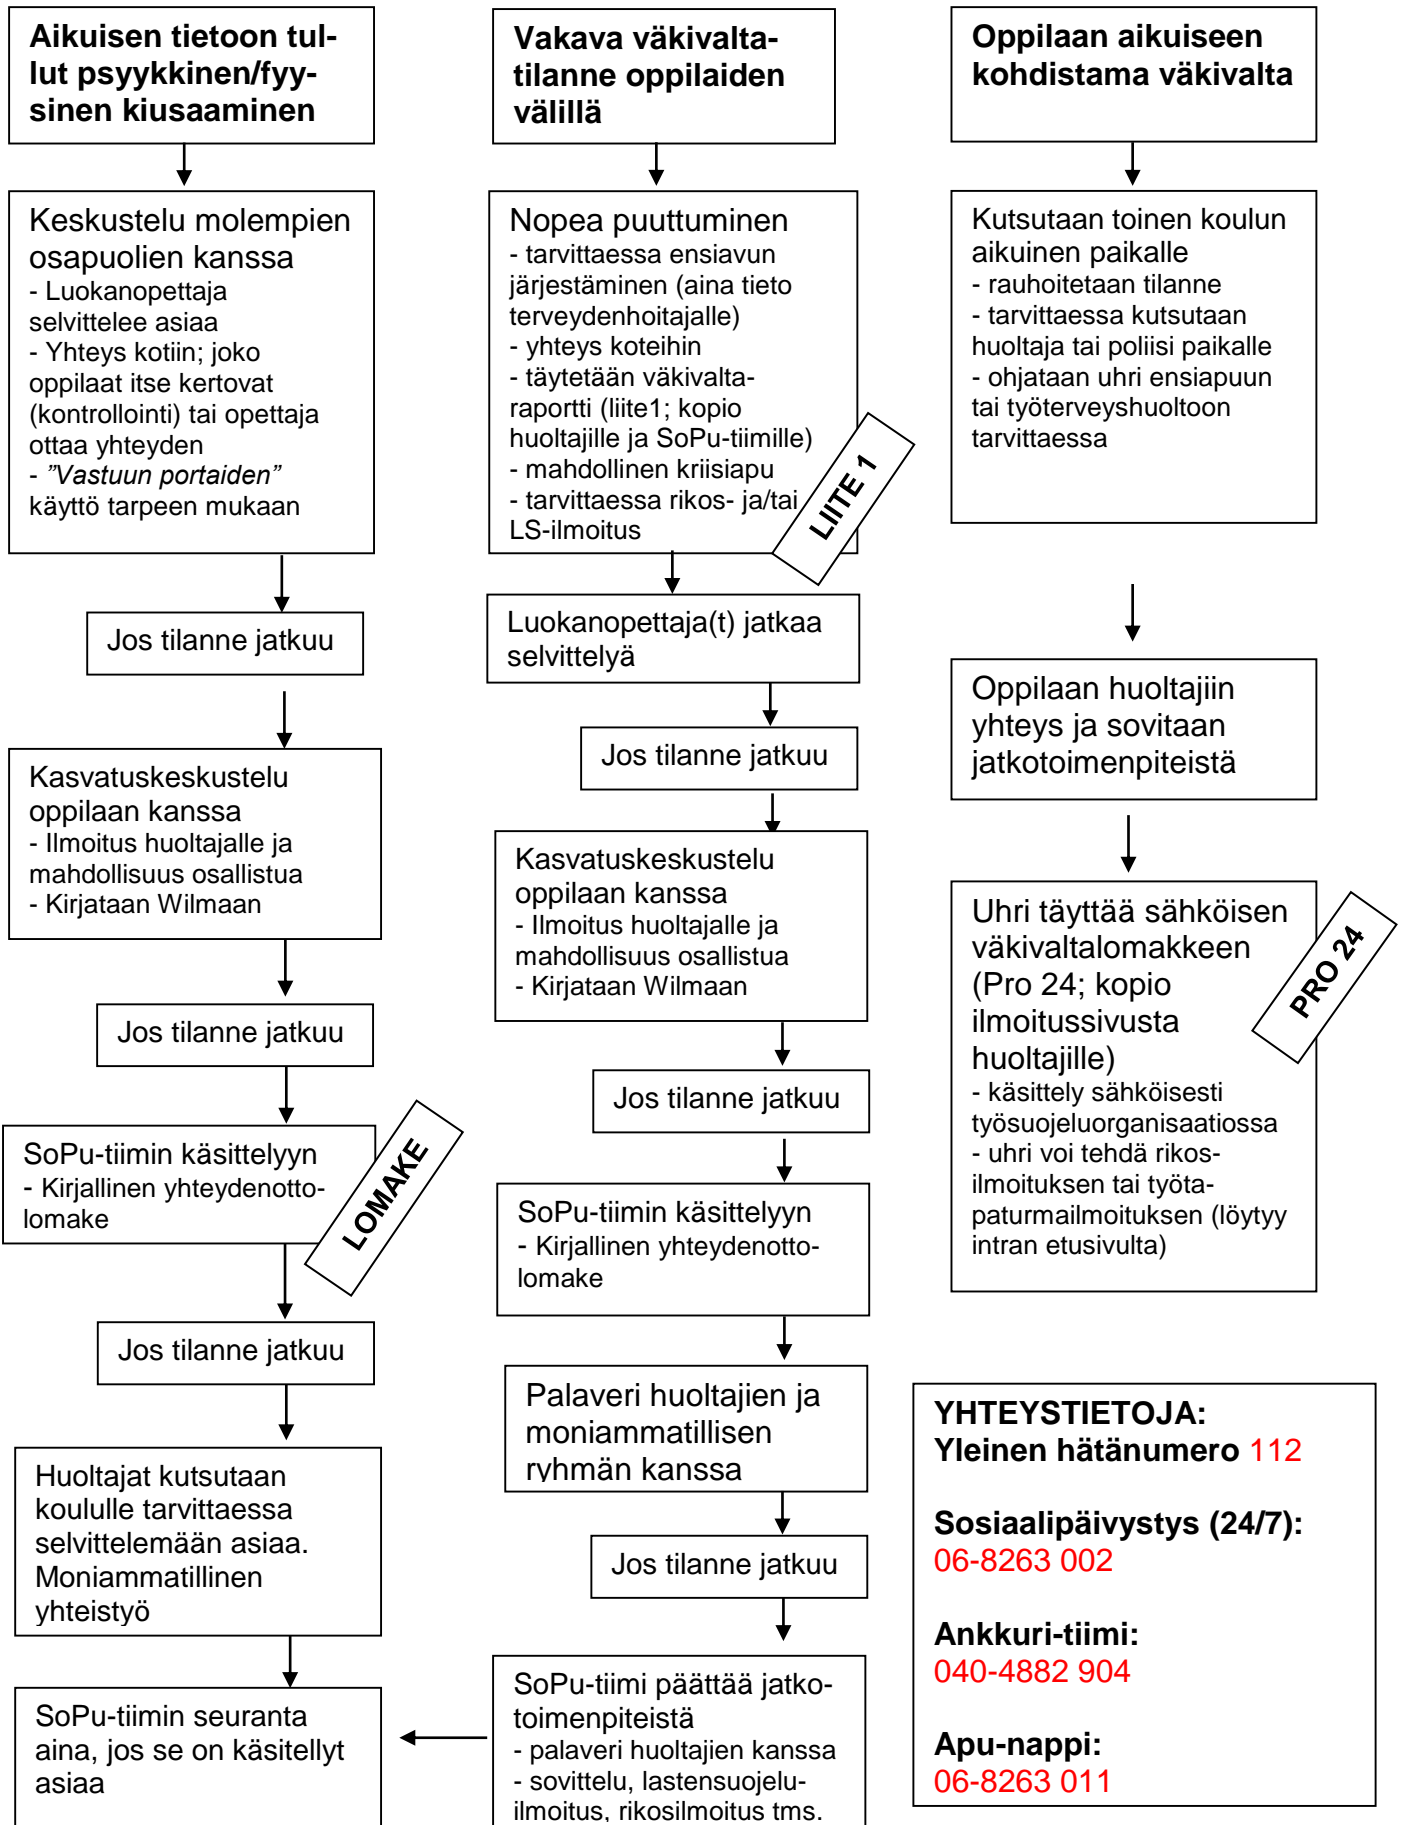 Aikuisen tietoon tul-
lut psyykkinen/fyy-
sinen kiusaaminen
Keskustelu molempien
osapuolien kanssa
- Luokanopettaja
selvittelee asiaa
- Yhteys kotiin; joko
oppilaat itse kertovat
(kontrollointi) tai opettaja
ottaa yhteyden
- ”Vastuun portaiden”
käyttö tarpeen mukaan
Jos tilanne jatkuu
Kasvatuskeskustelu
oppilaan kanssa
- Ilmoitus huoltajalle ja
mahdollisuus osallistua
- Kirjataan Wilmaan
Jos tilanne jatkuu
SoPu-tiimin käsittelyyn
- Kirjallinen yhteydenotto-
lomake
LOMAKE
Jos tilanne jatkuu
Huoltajat kutsutaan
koululle tarvittaessa
selvittelemään asiaa.
Moniammatillinen
yhteistyö
SoPu-tiimin seuranta
aina, jos se on käsitellyt
asiaa
Vakava väkivalta-
tilanne oppilaiden
välillä
Nopea puuttuminen
- tarvittaessa ensiavun
järjestäminen (aina tieto
terveydenhoitajalle)
- yhteys koteihin
- täytetään väkivalta-
raportti (liite1; kopio
huoltajille ja SoPu-tiimille)
- mahdollinen kriisiapu
- tarvittaessa rikos- ja/tai
LS-ilmoitus
LIITE 1
Luokanopettaja(t) jatkaa
selvittelyä
Jos tilanne jatkuu
Kasvatuskeskustelu
oppilaan kanssa
- Ilmoitus huoltajalle ja
mahdollisuus osallistua
- Kirjataan Wilmaan
Jos tilanne jatkuu
SoPu-tiimin käsittelyyn
- Kirjallinen yhteydenotto-
lomake
Palaveri huoltajien ja
moniammatillisen
ryhmän kanssa
Jos tilanne jatkuu
SoPu-tiimi päättää jatko-
toimenpiteistä
- palaveri huoltajien kanssa
- sovittelu, lastensuojelu-
ilmoitus, rikosilmoitus tms.
Oppilaan aikuiseen
kohdistama väkivalta
Kutsutaan toinen koulun
aikuinen paikalle
- rauhoitetaan tilanne
- tarvittaessa kutsutaan
huoltaja tai poliisi paikalle
- ohjataan uhri ensiapuun
tai työterveyshuoltoon
tarvittaessa
Oppilaan huoltajiin
yhteys ja sovitaan
jatkotoimenpiteistä
Uhri täyttää sähköisen
väkivaltalomakkeen
(Pro 24; kopio
ilmoitussivusta
huoltajille)
- käsittely sähköisesti
työsuojeluorganisaatiossa
- uhri voi tehdä rikos-
ilmoituksen tai työta-
paturmailmoituksen (löytyy
intran etusivulta)
PRO 24
YHTEYSTIETOJA:
Yleinen hätänumero 112
Sosiaalipäivystys (24/7):
06-8263 002
Ankkuri-tiimi:
040-4882 904
Apu-nappi:
06-8263 011